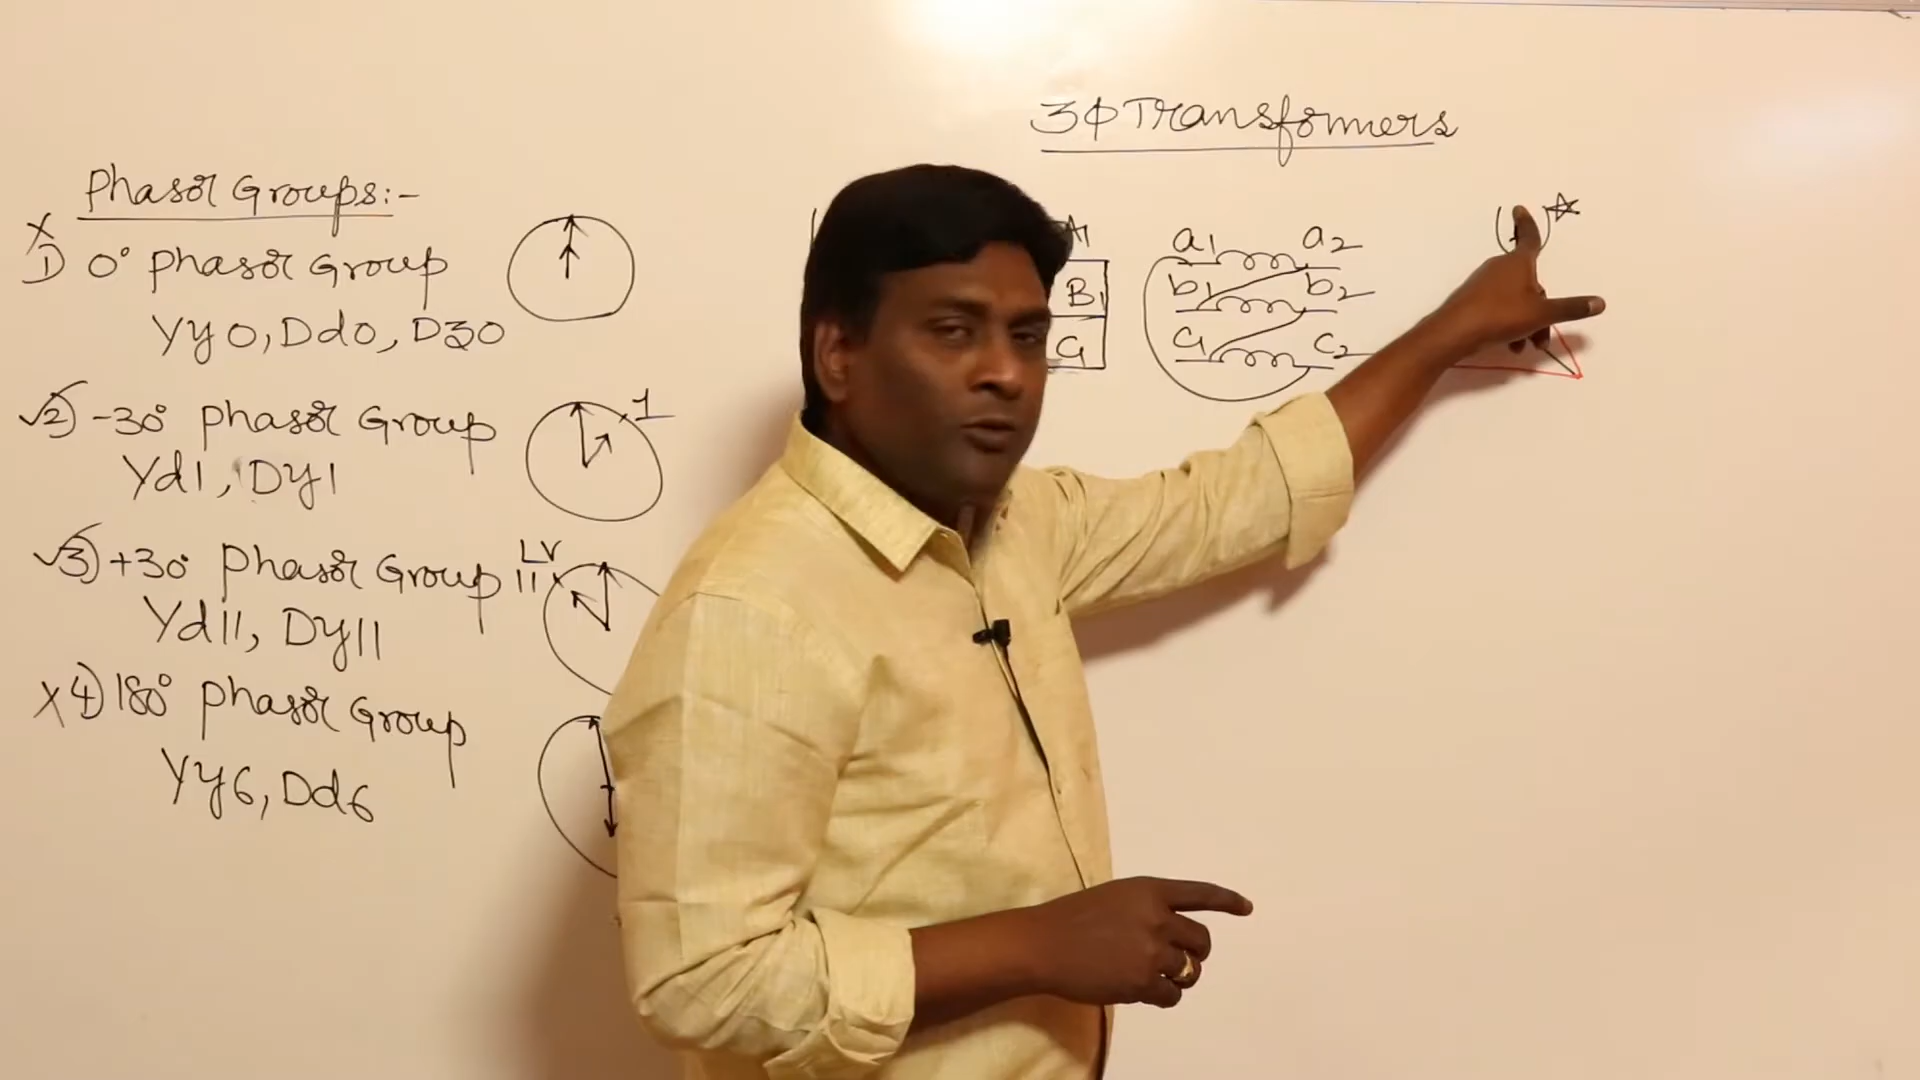 3ϕ Transformers
Phasor Groups:-
X
1) 0° Phasor Group
Yy0, Dd0, Dz0
√2) -30° Phasor Group
1
Yd1, Dy1
√3) +30° Phasor Group
LV
11
Yd11, Dy11
X 4) 180° Phasor Group
Yy6, Dd6
A1
B1
C1
a1 a2
b1 b2
c1 c2